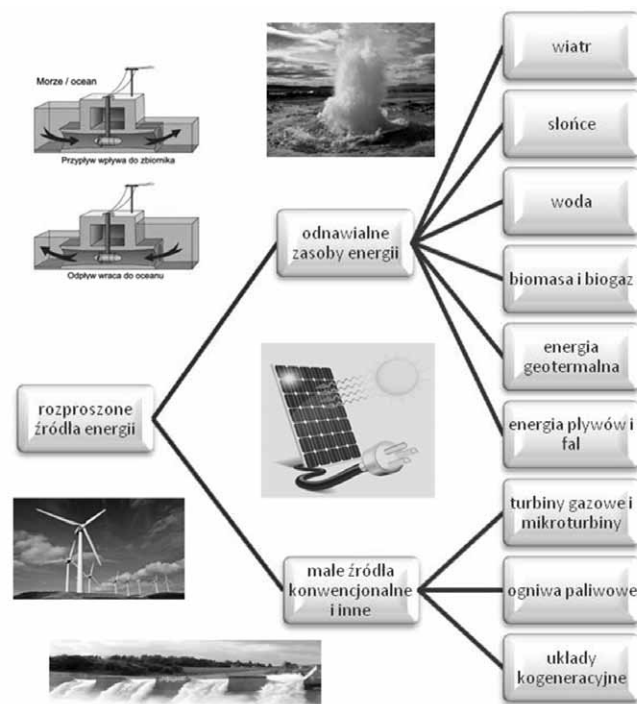 Morze / ocean
Przypływ wpływa do zbiornika
Odpływ wraca do oceanu
rozproszone
źródła energii
odnawialne
zasoby energii
wiatr
słońce
woda
biomasa i biogaz
energia
geotermalna
energia pływów i
fal
małe źródła
konwencjonalne
i inne
turbiny gazowe i
mikroturbiny
ogniwa paliwowe
układy
kogeneracyjne